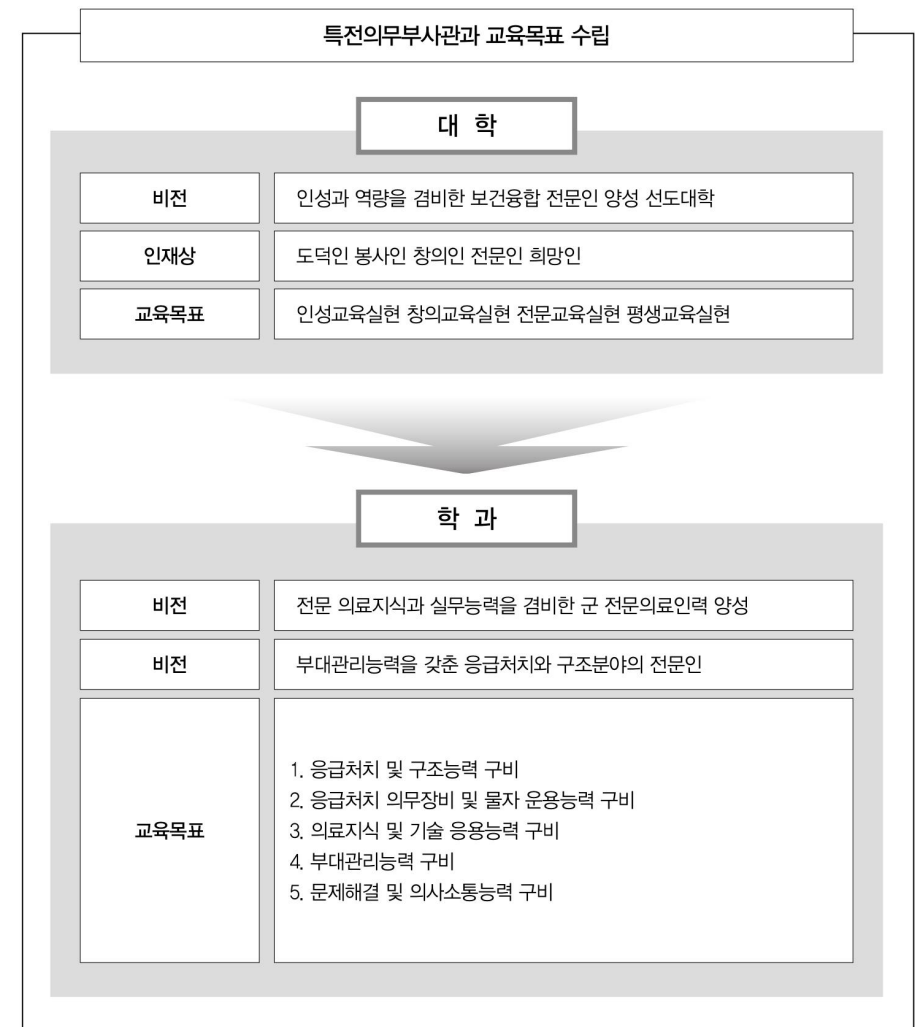 특전의무부사관과 교육목표 수립
대 학
비전
인성과 역량을 겸비한 보건융합 전문인 양성 선도대학
인재상
도덕인 봉사인 창의인 전문인 희망인
교육목표
인성교육실현 창의교육실현 전문교육실현 평생교육실현
학 과
비전
전문 의료지식과 실무능력을 겸비한 군 전문의료인력 양성
비전
부대관리능력을 갖춘 응급처치와 구조분야의 전문인
교육목표
1. 응급처치 및 구조능력 구비
2. 응급처치 의무장비 및 물자 운용능력 구비
3. 의료지식 및 기술 응용능력 구비
4. 부대관리능력 구비
5. 문제해결 및 의사소통능력 구비